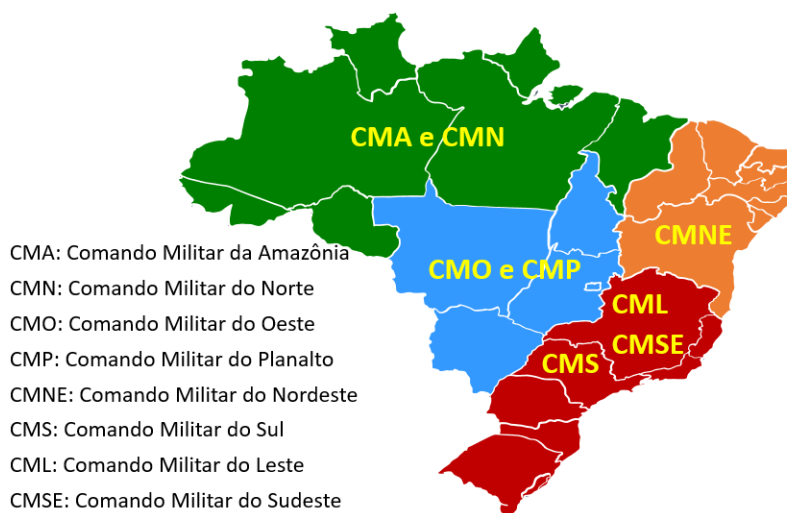 CMA e CMN
CMNE
CMO e CMP
CML
CMSE
CMS
CMA: Comando Militar da Amazônia
CMN: Comando Militar do Norte
CMO: Comando Militar do Oeste
CMP: Comando Militar do Planalto
CMNE: Comando Militar do Nordeste
CMS: Comando Militar do Sul
CML: Comando Militar do Leste
CMSE: Comando Militar do Sudeste